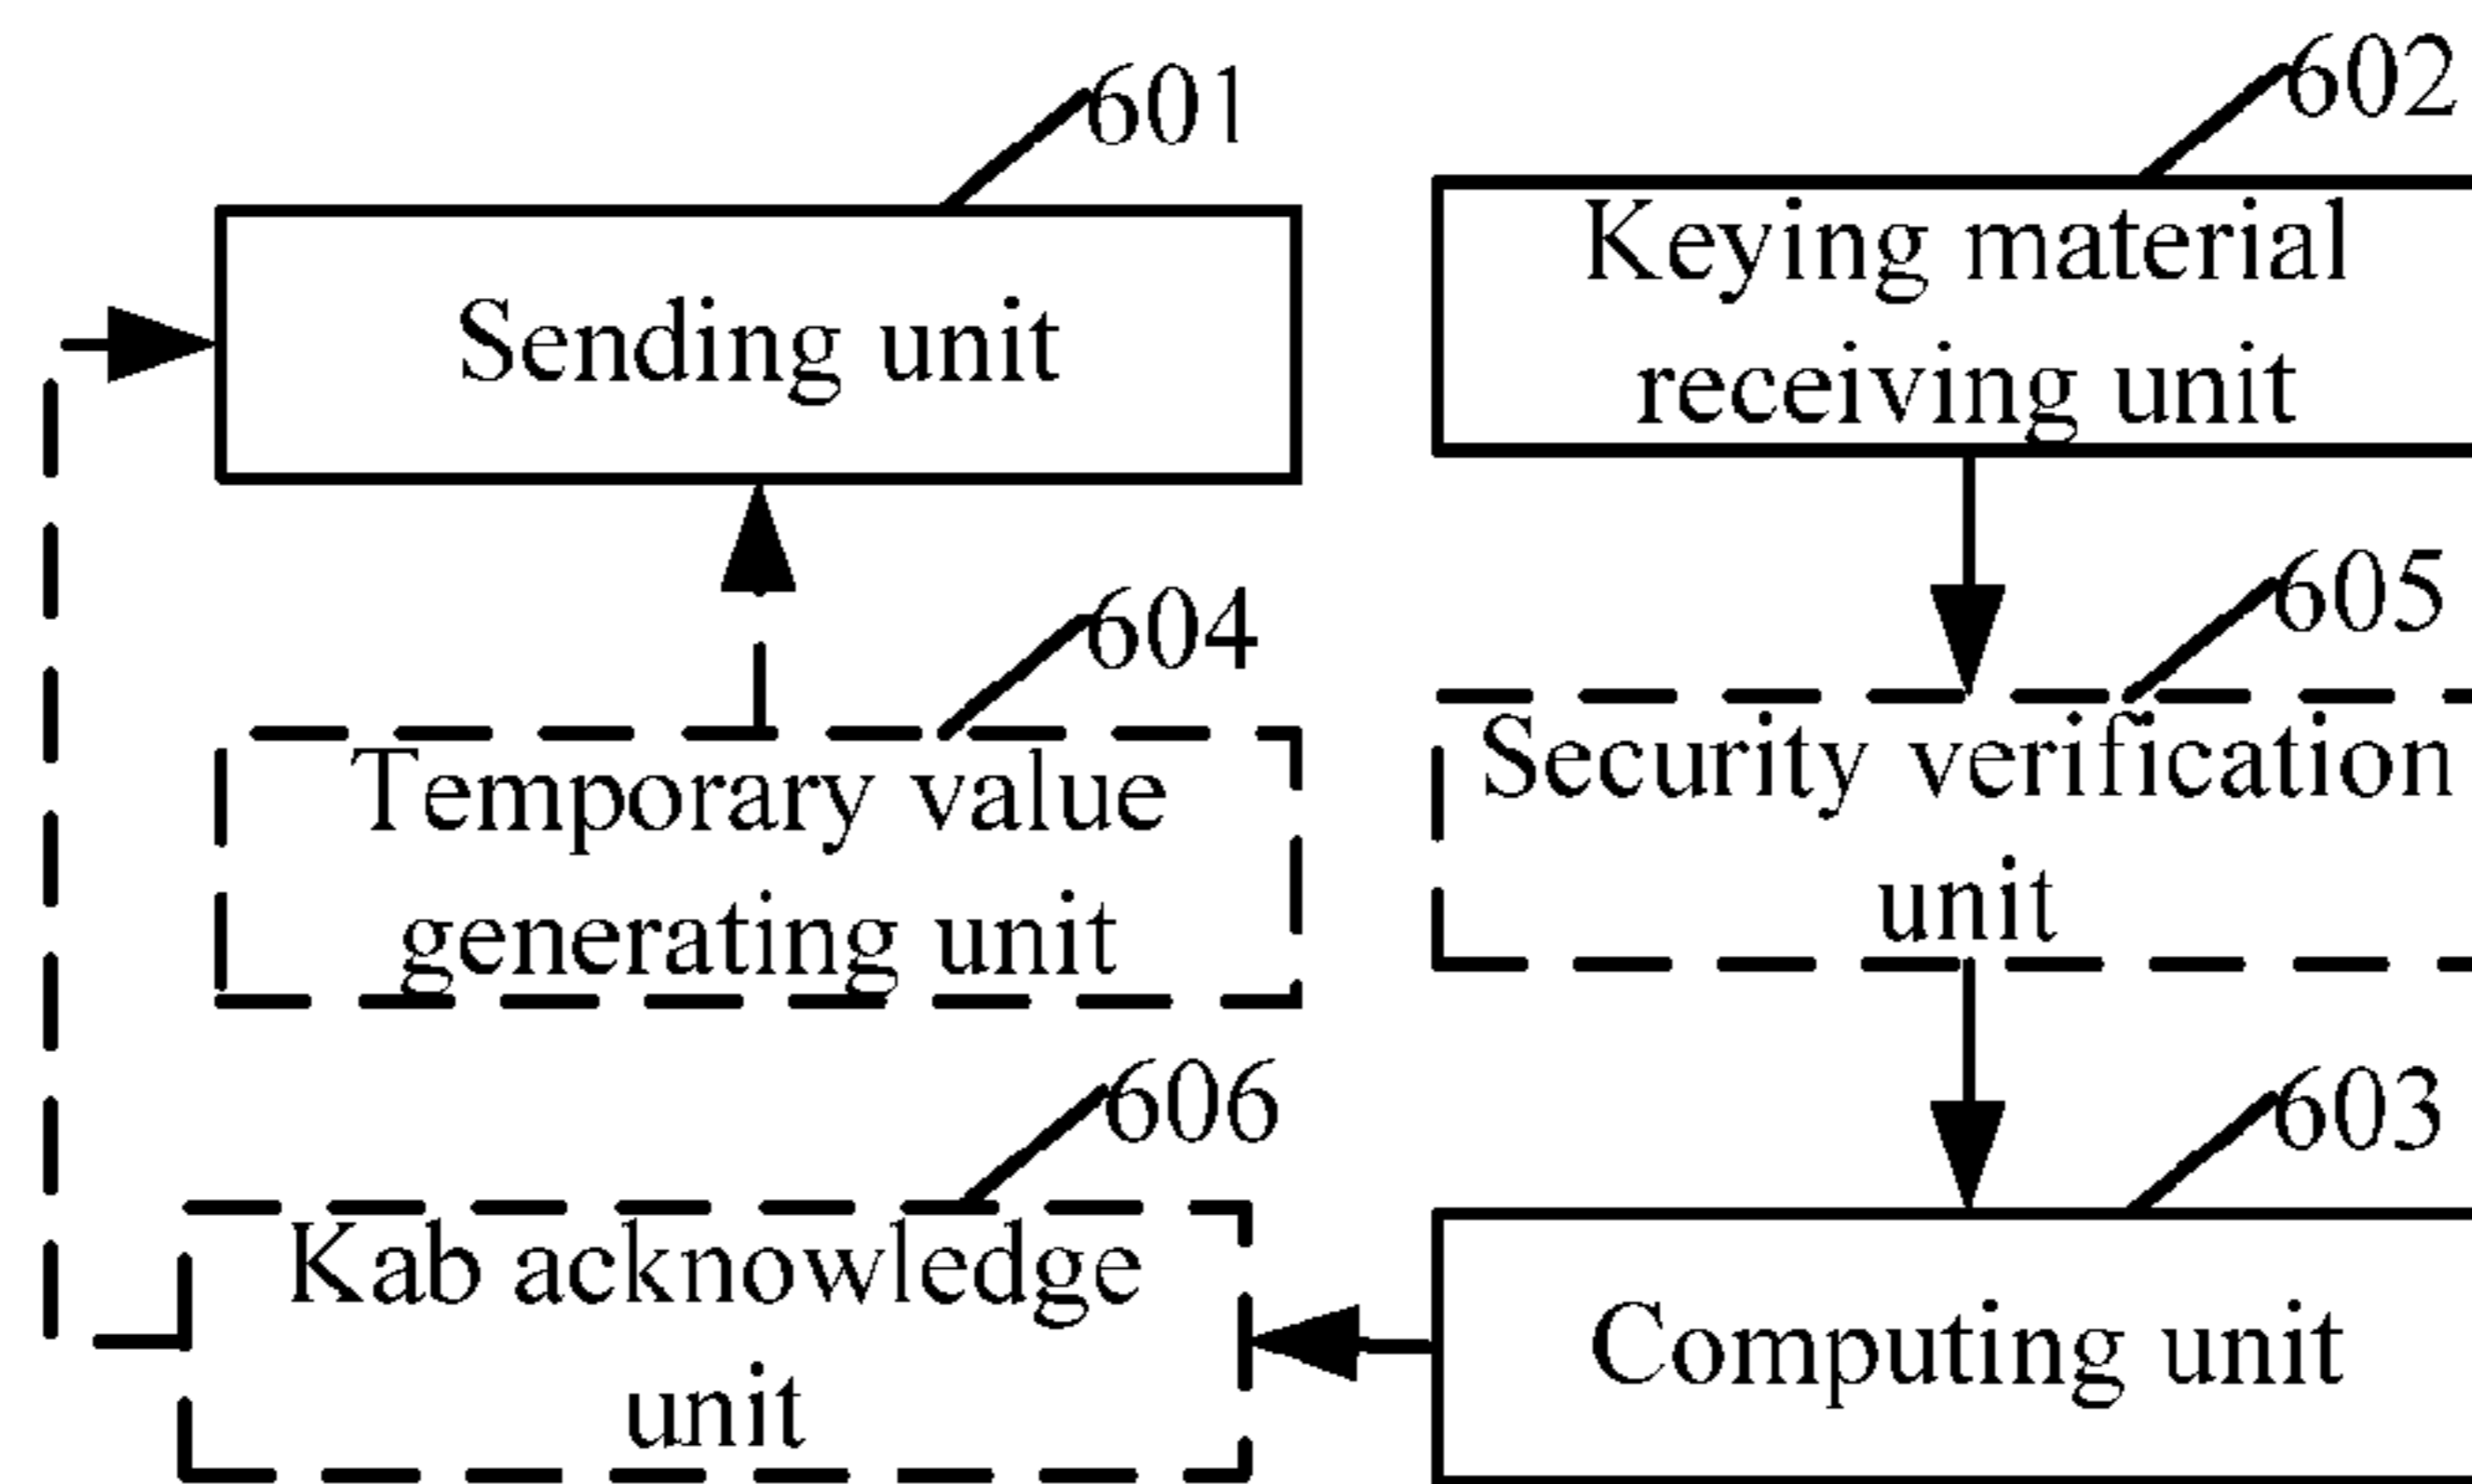 601
602
Sending unit
Keying material
receiving unit
604
605
Temporary value
generating unit
Security verification
unit
606
603
Kab acknowledge
unit
Computing unit